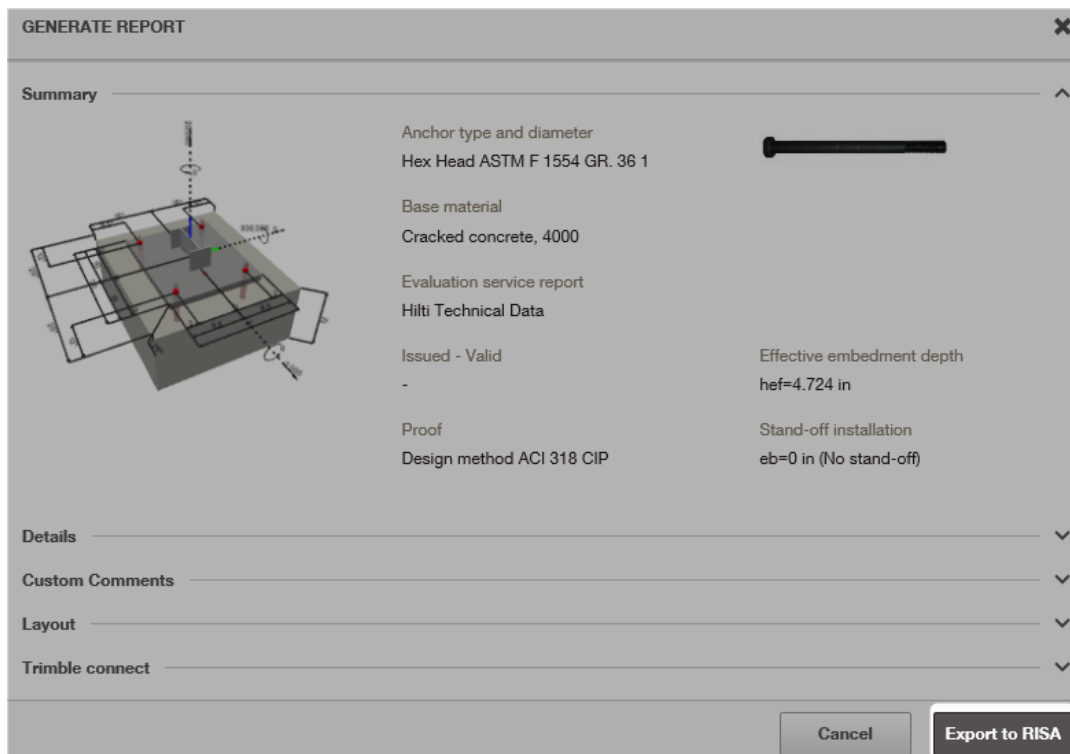 GENERATE REPORT
Summary
Anchor type and diameter
Hex Head ASTM F 1554 GR. 36 1
Base material
Cracked concrete, 4000
Evaluation service report
Hilti Technical Data
Issued - Valid
-
Effective embedment depth
hef=4.724 in
Proof
Design method ACI 318 CIP
Stand-off installation
eb=0 in (No stand-off)
Details
Custom Comments
Layout
Trimble connect
Cancel
Export to RISA